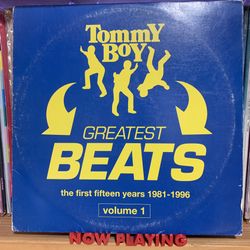 Tommy
Boy
GREATEST
BEATS
the first fifteen years 1981-1996
volume 1
NOW PLAYING